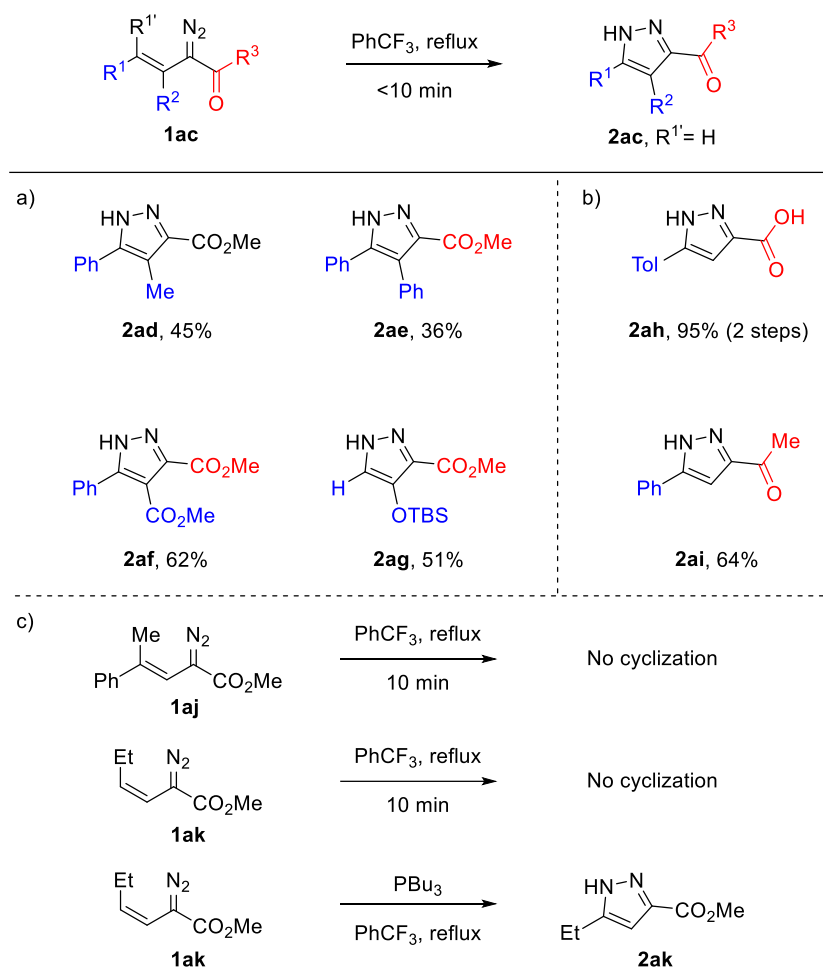 R1' N2 R3
R1 R2 O
1ac
PhCF3, reflux
<10 min
HN N R3
R1 R2 O
2ac, R1'= H
a)
HN N CO2Me
Ph Me
2ad, 45%
HN N CO2Me
Ph Ph
2ae, 36%
b)
HN N OH
Tol O
2ah, 95% (2 steps)
HN N CO2Me
Ph CO2Me
2af, 62%
HN N CO2Me
H OTBS
2ag, 51%
HN N Me
Ph O
2ai, 64%
c)
Me N2
Ph CO2Me
1aj
PhCF3, reflux
10 min
No cyclization
Et N2
CO2Me
1ak
PhCF3, reflux
10 min
No cyclization
Et N2
CO2Me
1ak
PBu3
PhCF3, reflux
HN N CO2Me
Et
2ak